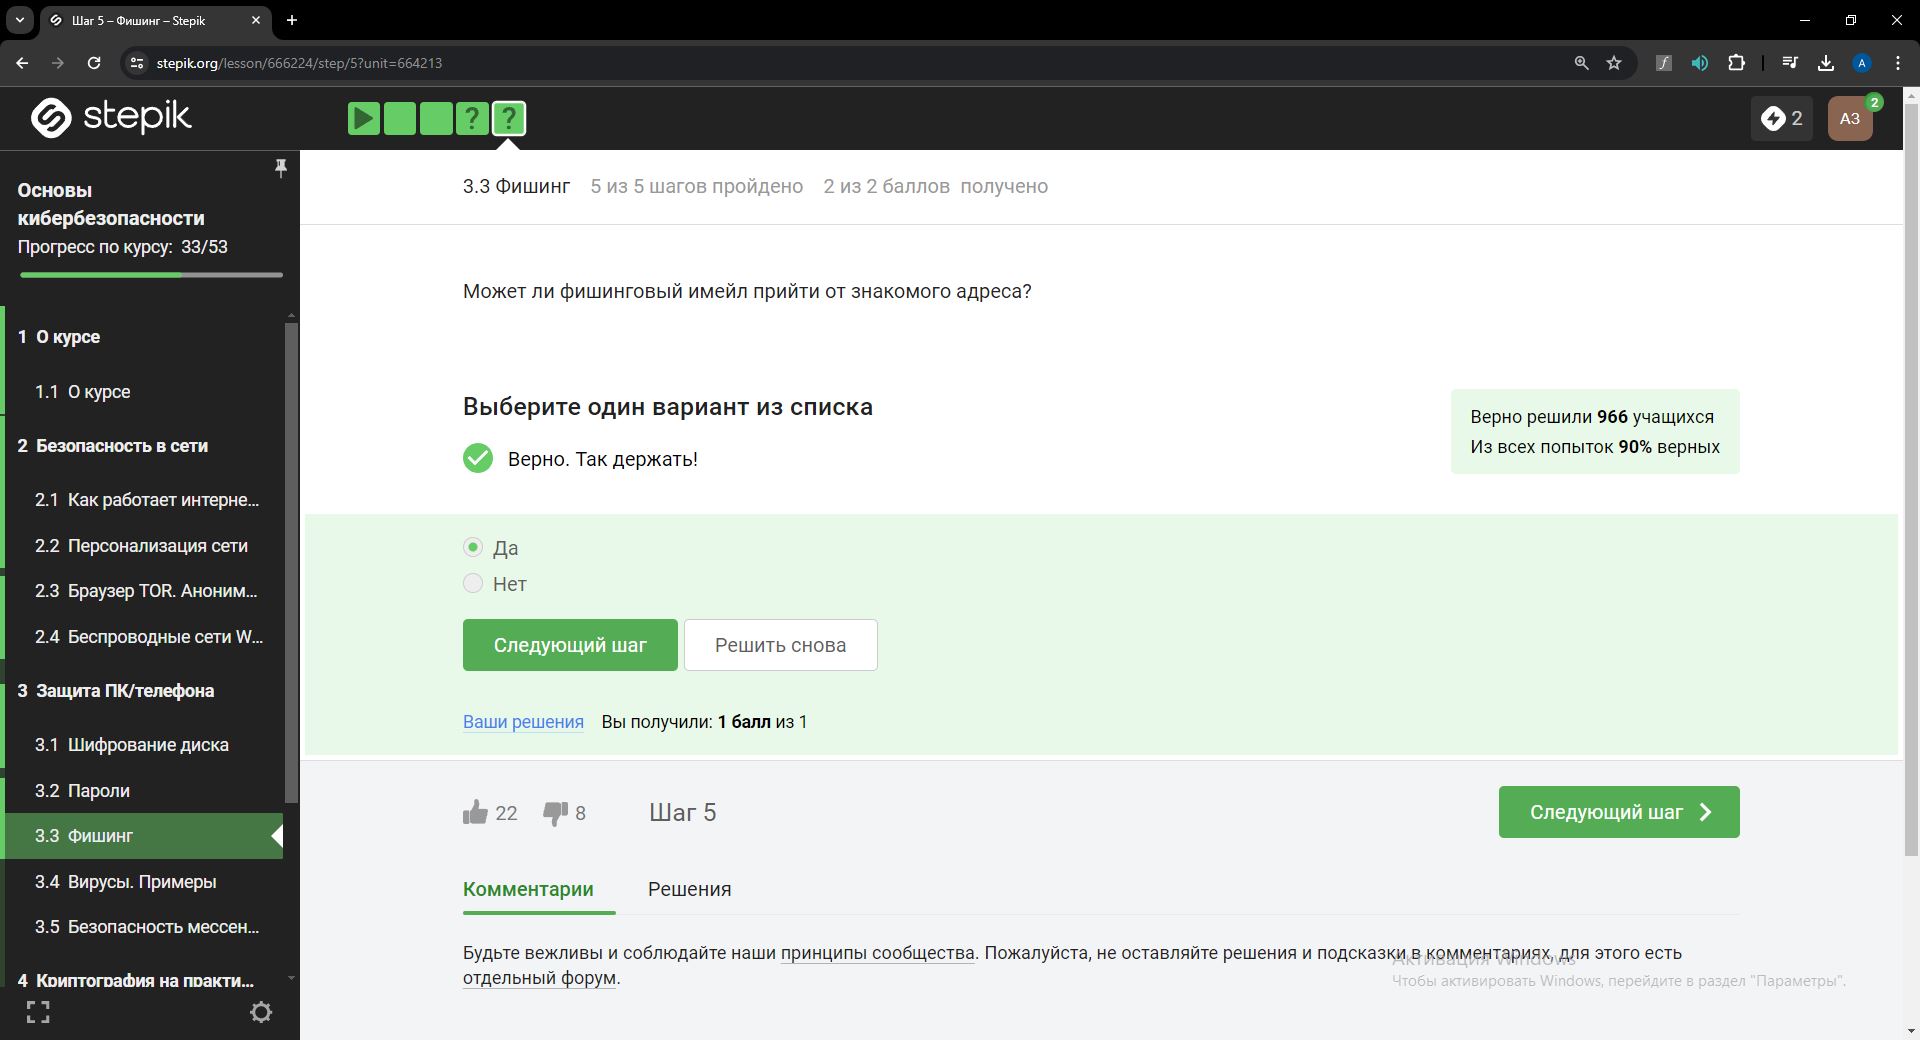 Шаг 5 – Фишинг – Stepik
stepik.org/lesson/666224/step/5?unit=664213
A
stepik
? ?
2
АЗ
2
Основы
кибербезопасности
Прогресс по курсу: 33/53
1 О курсе
1.1 О курсе
2 Безопасность в сети
2.1 Как работает интерне...
2.2 Персонализация сети
2.3 Браузер TOR. Аноним...
2.4 Беспроводные сети W...
3 Защита ПК/телефона
3.1 Шифрование диска
3.2 Пароли
3.3 Фишинг
3.4 Вирусы. Примеры
3.5 Безопасность мессен...
4 Криптография на практи...
3.3 Фишинг 5 из 5 шагов пройдено 2 из 2 баллов получено
Может ли фишинговый имейл прийти от знакомого адреса?
Выберите один вариант из списка
Верно. Так держать!
Верно решили 966 учащихся
Из всех попыток 90% верных
Да
Нет
Следующий шаг
Решить снова
Ваши решения Вы получили: 1 балл из 1
22 8 Шаг 5
Следующий шаг
Комментарии Решения
Будьте вежливы и соблюдайте наши принципы сообщества. Пожалуйста, не оставляйте решения и подсказки в комментариях, для этого есть
отдельный форум.
Активация Windows
Чтобы активировать Windows, перейдите в раздел "Параметры".